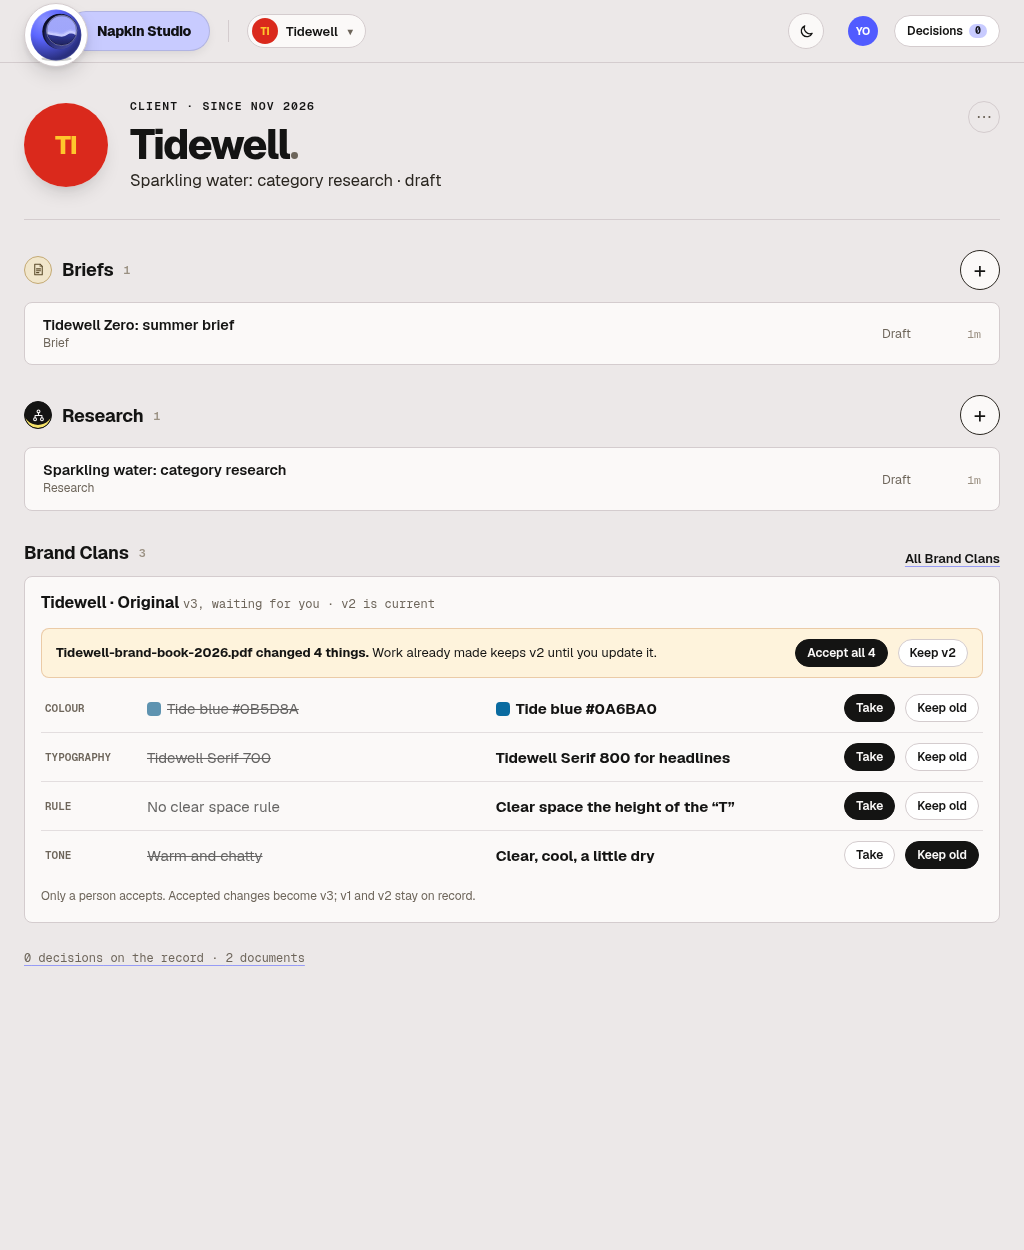 Napkin Studio
TI
Tidewell ▾
YO
Decisions 0
TI
CLIENT · SINCE NOV 2026
Tidewell.
Sparkling water: category research · draft
Briefs 1
+
Tidewell Zero: summer brief
Brief
Draft
1m
Research 1
+
Sparkling water: category research
Research
Draft
1m
Brand Clans 3
All Brand Clans
Tidewell · Original v3, waiting for you · v2 is current
Tidewell-brand-book-2026.pdf changed 4 things. Work already made keeps v2 until you update it.
Accept all 4
Keep v2
COLOUR
Tide blue #0B5D8A
Tide blue #0A6BA0
Take
Keep old
TYPOGRAPHY
Tidewell Serif 700
Tidewell Serif 800 for headlines
Take
Keep old
RULE
No clear space rule
Clear space the height of the “T”
Take
Keep old
TONE
Warm and chatty
Clear, cool, a little dry
Take
Keep old
Only a person accepts. Accepted changes become v3; v1 and v2 stay on record.
0 decisions on the record · 2 documents